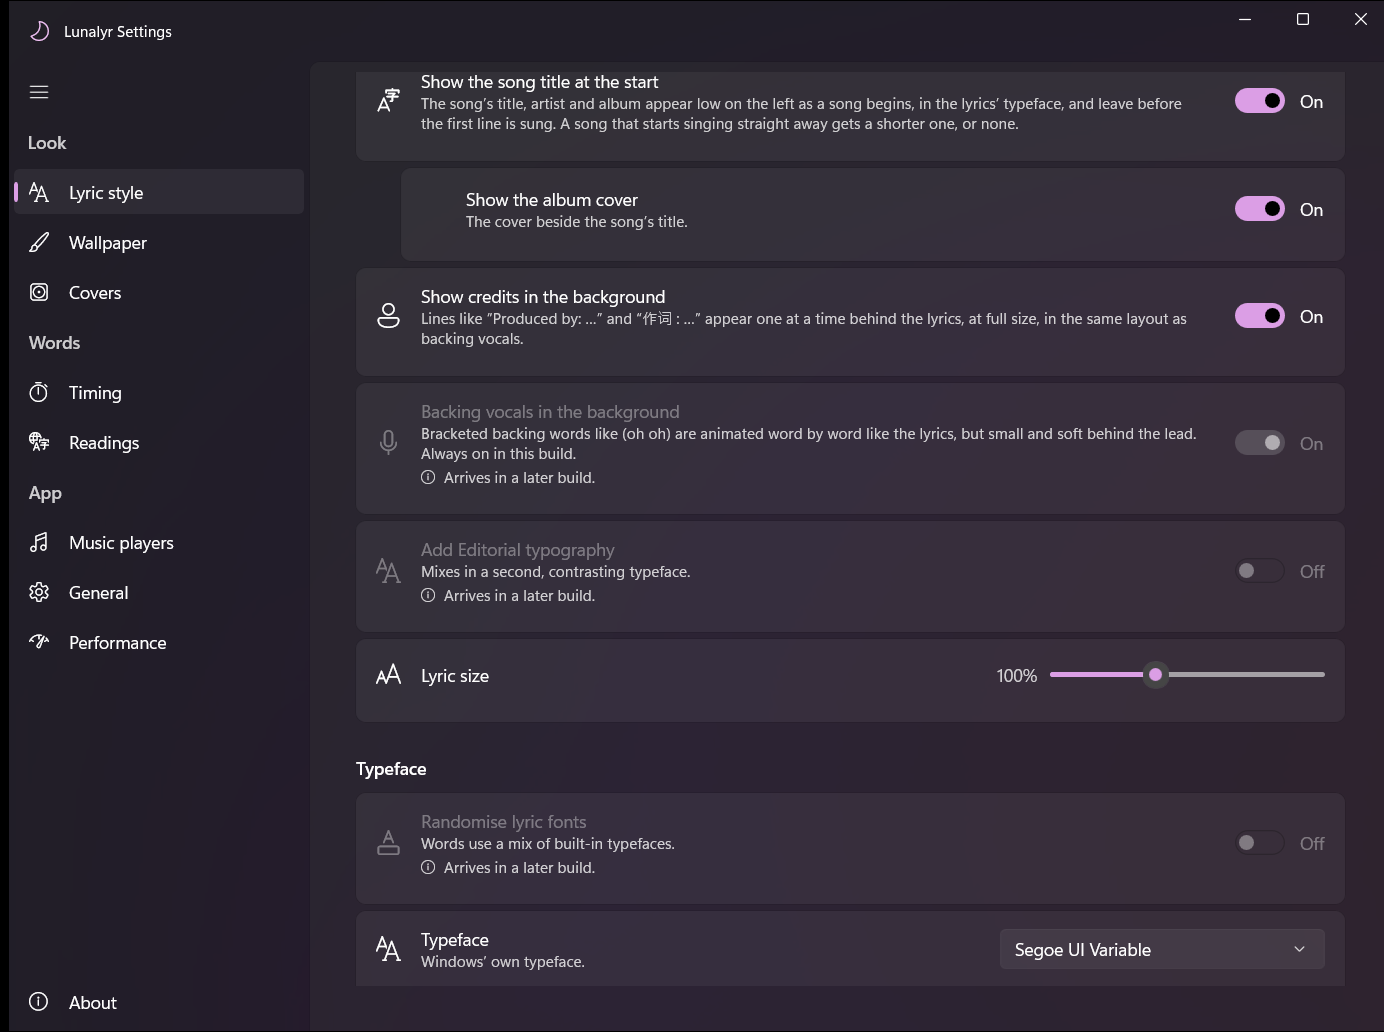 Lunalyr Settings
Look
Lyric style
Wallpaper
Covers
Words
Timing
Readings
App
Music players
General
Performance
About
Show the song title at the start
The song’s title, artist and album appear low on the left as a song begins, in the lyrics’ typeface, and leave before
the first line is sung. A song that starts singing straight away gets a shorter one, or none.
On
Show the album cover
The cover beside the song’s title.
On
Show credits in the background
Lines like “Produced by: …” and “作词 : …” appear one at a time behind the lyrics, at full size, in the same layout as
backing vocals.
On
Backing vocals in the background
Bracketed backing words like (oh oh) are animated word by word like the lyrics, but small and soft behind the lead.
Always on in this build.
Arrives in a later build.
On
Add Editorial typography
Mixes in a second, contrasting typeface.
Arrives in a later build.
Off
Lyric size
100%
Typeface
Randomise lyric fonts
Words use a mix of built-in typefaces.
Arrives in a later build.
Off
Typeface
Windows’ own typeface.
Segoe UI Variable